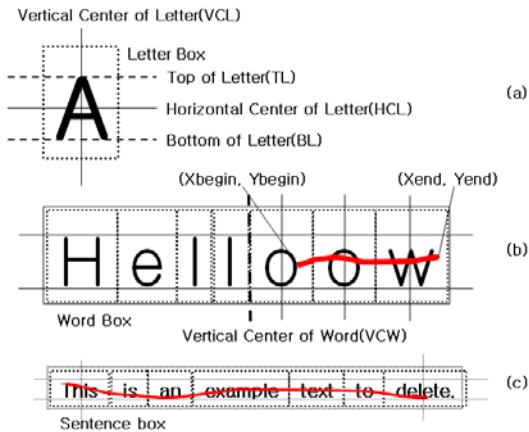 Vertical Center of Letter(VCL)
Letter Box
Top of Letter(TL)
A
(a)
Horizontal Center of Letter(HCL)
Bottom of Letter(BL)
(Xbegin, Ybegin) (Xend, Yend)
Helloow
(b)
Word Box
Vertical Center of Word(VCW)
This is an example text to delete.
(c)
Sentence box